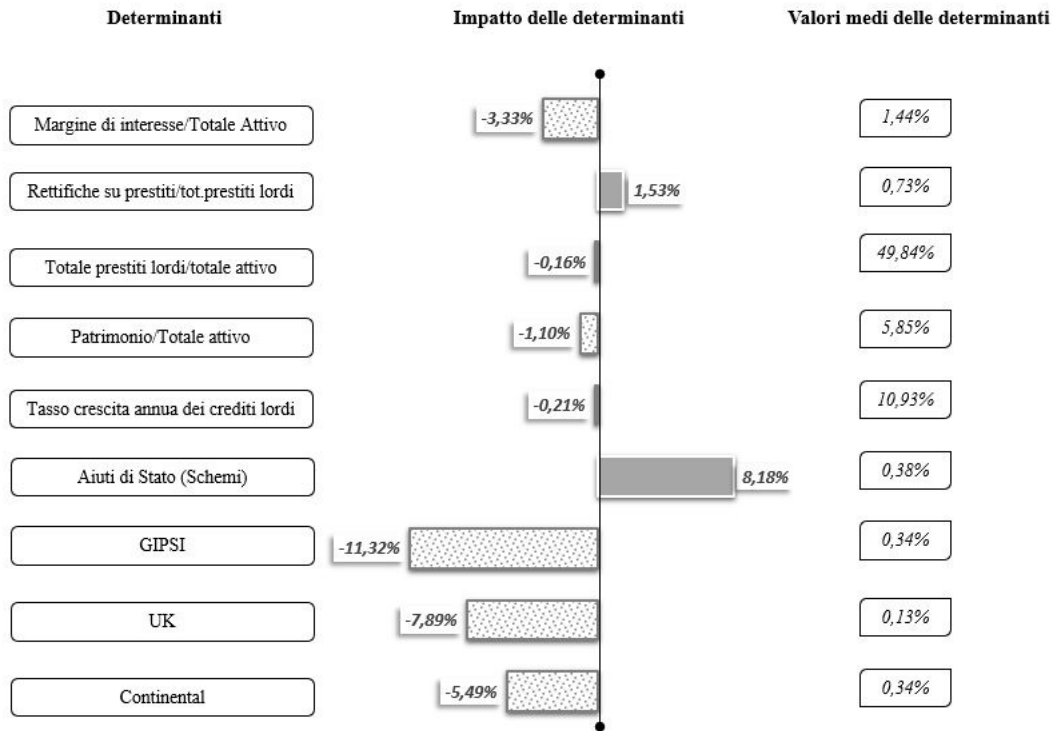 Determinanti Impatto delle determinanti Valori medi delle determinanti
Margine di interesse/Totale Attivo -3,33% 1,44%
Rettifiche su prestiti/tot.prestiti lordi 1,53% 0,73%
Totale prestiti lordi/totale attivo -0,16% 49,84%
Patrimonio/Totale attivo -1,10% 5,85%
Tasso crescita annua dei crediti lordi -0,21% 10,93%
Aiuti di Stato (Schemi) 8,18% 0,38%
GIPSI -11,32% 0,34%
UK -7,89% 0,13%
Continental -5,49% 0,34%